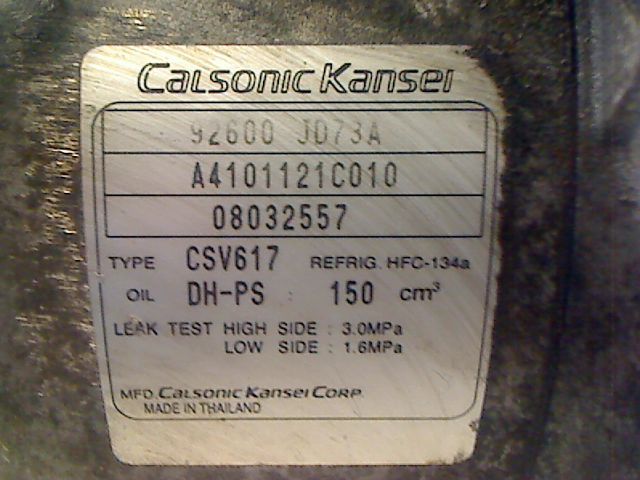 CALSONIC KANSEI
92600 JD73A
A4101121C010
08032557
TYPE CSV617 REFRIG. HFC-134a
OIL DH-PS : 150 cm³
LEAK TEST HIGH SIDE : 3.0MPa
LOW SIDE : 1.6MPa
MFD. CALSONIC KANSEI CORP.
MADE IN THAILAND